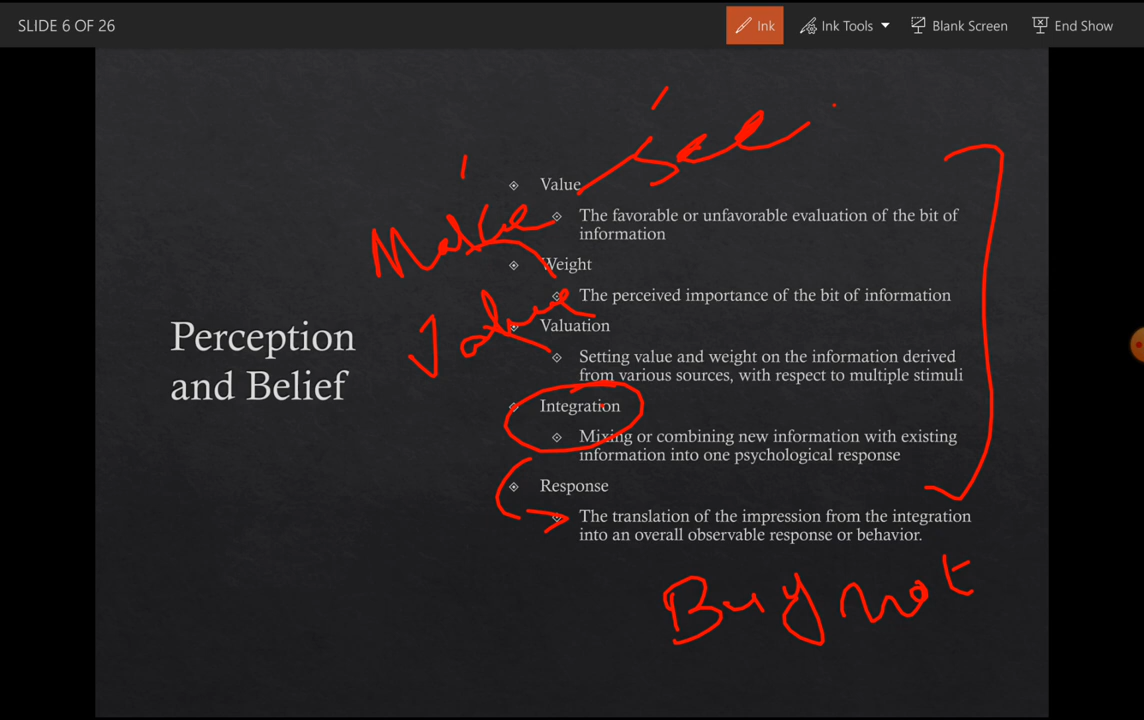 SLIDE 6 OF 26
Ink
Ink Tools
Blank Screen
End Show
Perception
and Belief
Value
The favorable or unfavorable evaluation of the bit of
information
Weight
The perceived importance of the bit of information
Valuation
Setting value and weight on the information derived
from various sources, with respect to multiple stimuli
Integration
Mixing or combining new information with existing
information into one psychological response
Response
The translation of the impression from the integration
into an overall observable response or behavior.
Value
Buy not